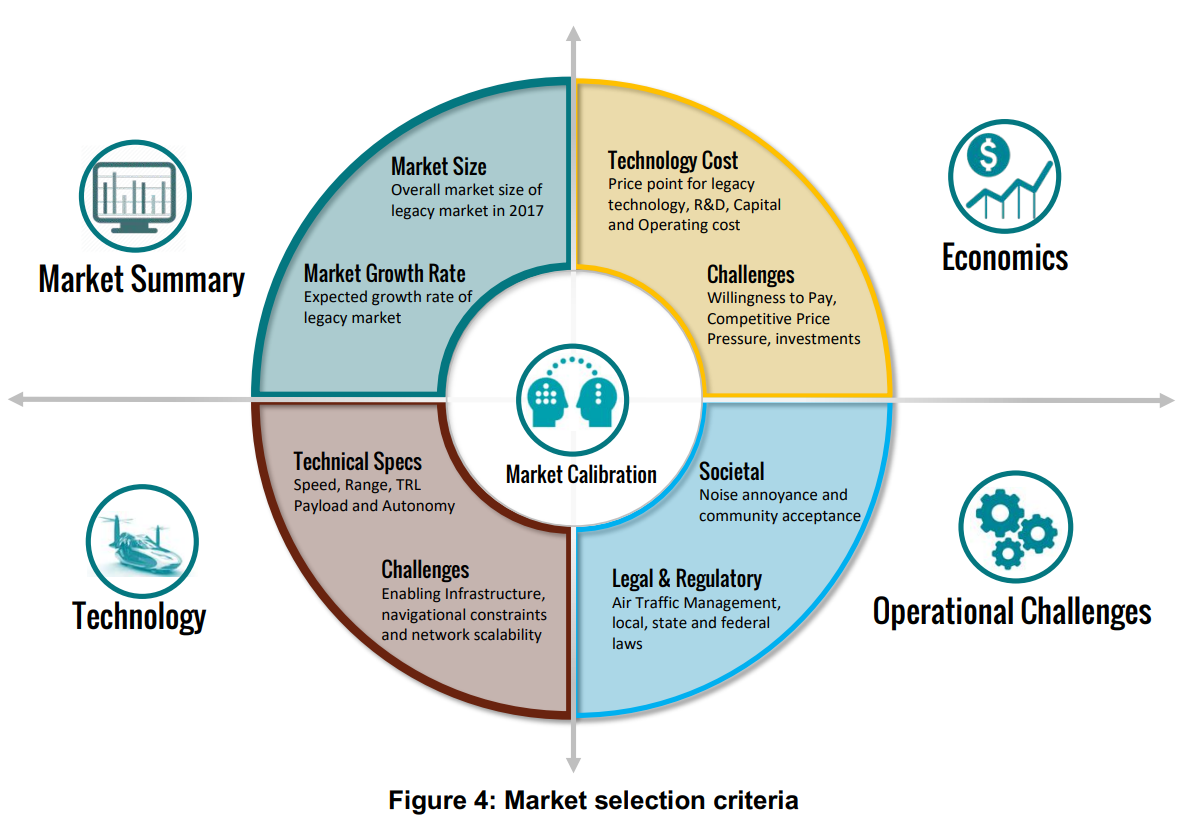 Market Summary
Market Size
Overall market size of
legacy market in 2017
Market Growth Rate
Expected growth rate of
legacy market
Technology Cost
Price point for legacy
technology, R&D, Capital
and Operating cost
Challenges
Willingness to Pay,
Competitive Price
Pressure, investments
Economics
$
Market Calibration
Technology
Technical Specs
Speed, Range, TRL
Payload and Autonomy
Challenges
Enabling Infrastructure,
navigational constraints
and network scalability
Societal
Noise annoyance and
community acceptance
Legal & Regulatory
Air Traffic Management,
local, state and federal
laws
Operational Challenges
Figure 4: Market selection criteria